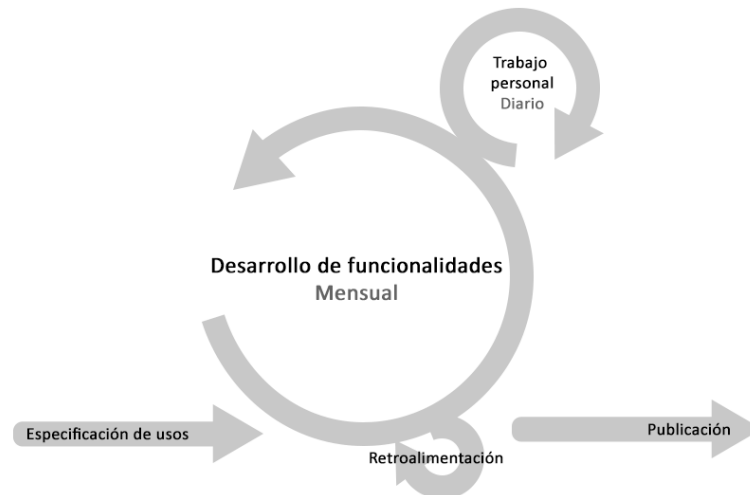 Trabajo
personal
Diario
Desarrollo de funcionalidades
Mensual
Especificación de usos
Publicación
Retroalimentación